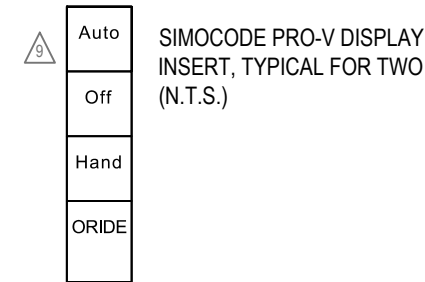 9
Auto
Off
Hand
ORIDE
SIMOCODE PRO-V DISPLAY
INSERT, TYPICAL FOR TWO
(N.T.S.)